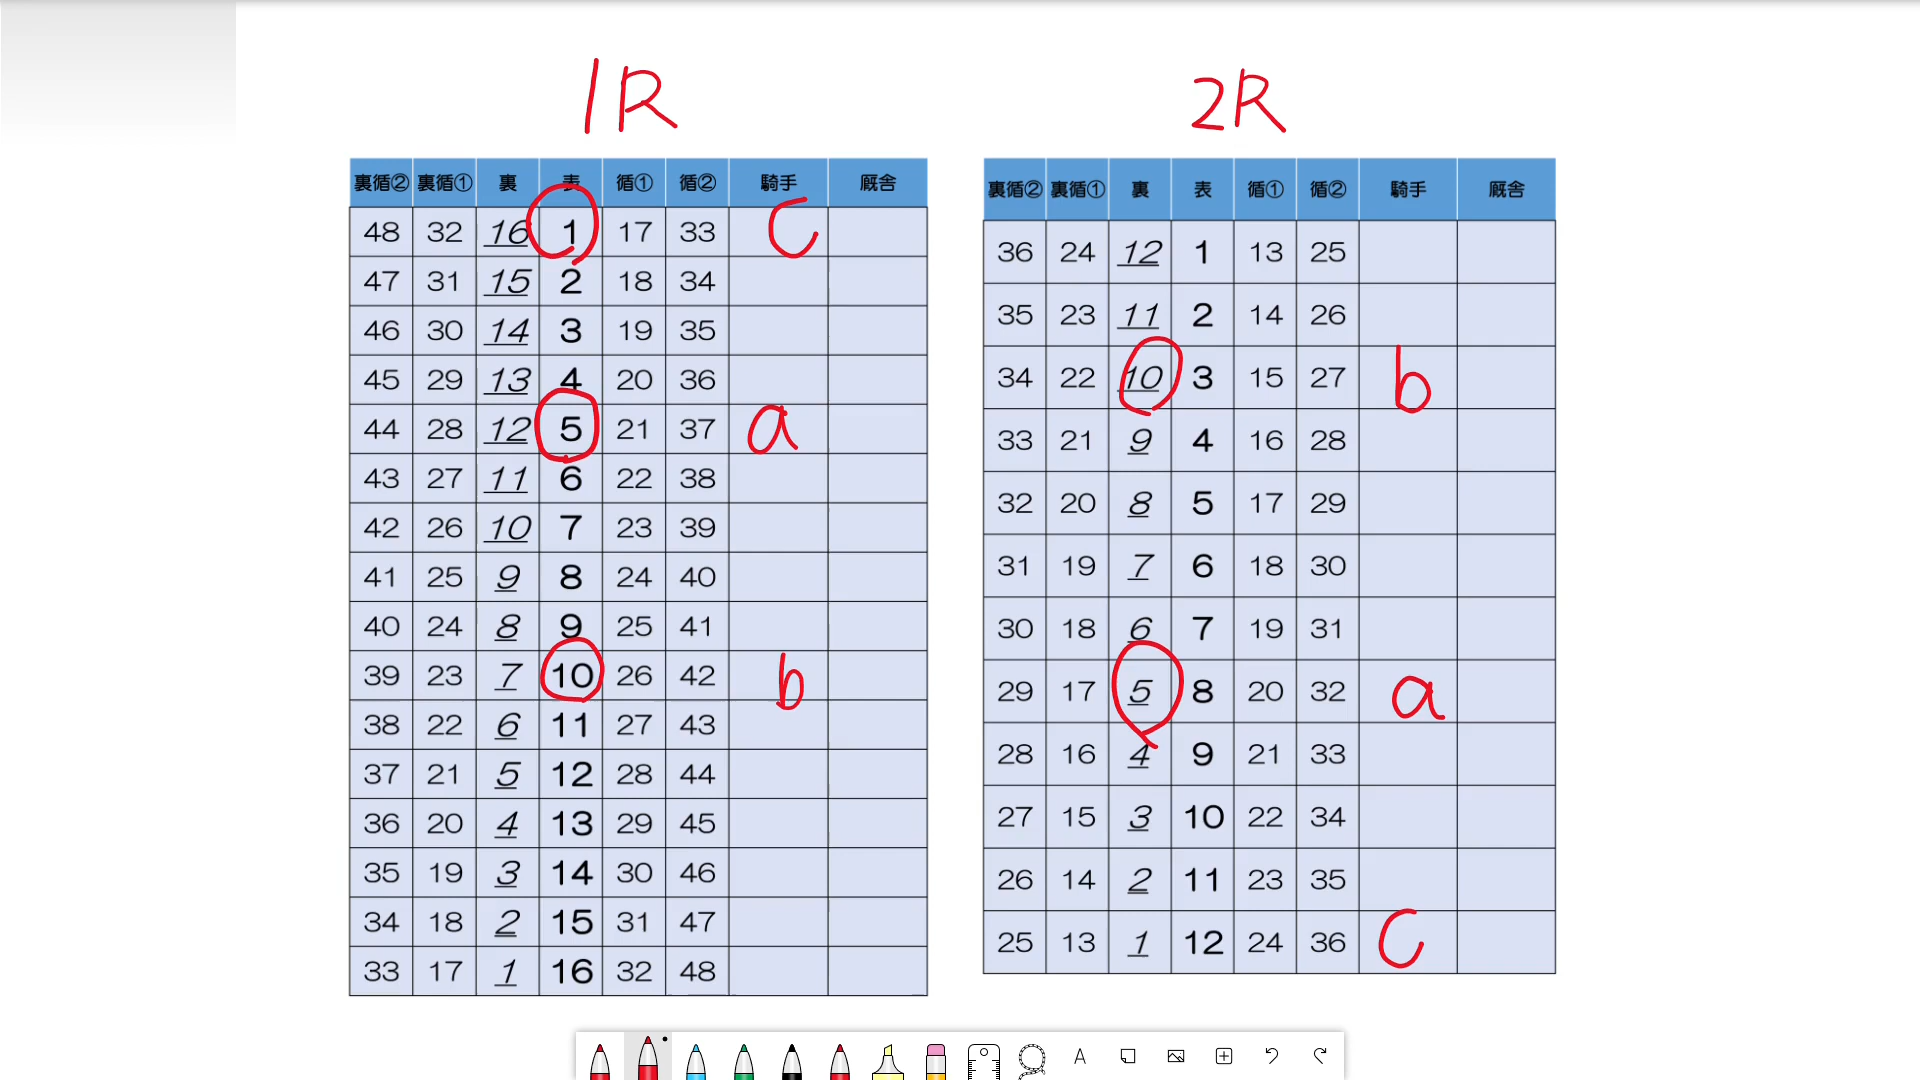 1R
裏循② 裏循① 裏 表 循① 循② 騎手 厩舎
48 32 16 1 17 33 C
47 31 15 2 18 34
46 30 14 3 19 35
45 29 13 4 20 36
44 28 12 5 21 37 a
43 27 11 6 22 38
42 26 10 7 23 39
41 25 9 8 24 40
40 24 8 9 25 41
39 23 7 10 26 42 b
38 22 6 11 27 43
37 21 5 12 28 44
36 20 4 13 29 45
35 19 3 14 30 46
34 18 2 15 31 47
33 17 1 16 32 48
2R
裏循② 裏循① 裏 表 循① 循② 騎手 厩舎
36 24 12 1 13 25
35 23 11 2 14 26
34 22 10 3 15 27 b
33 21 9 4 16 28
32 20 8 5 17 29
31 19 7 6 18 30
30 18 6 7 19 31
29 17 5 8 20 32 a
28 16 4 9 21 33
27 15 3 10 22 34
26 14 2 11 23 35
25 13 1 12 24 36 C
A